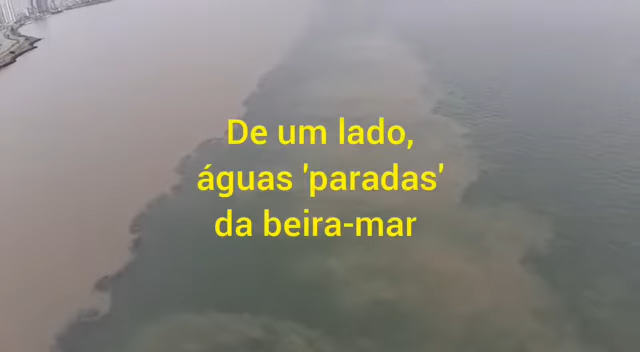 De um lado,
águas 'paradas'
da beira-mar